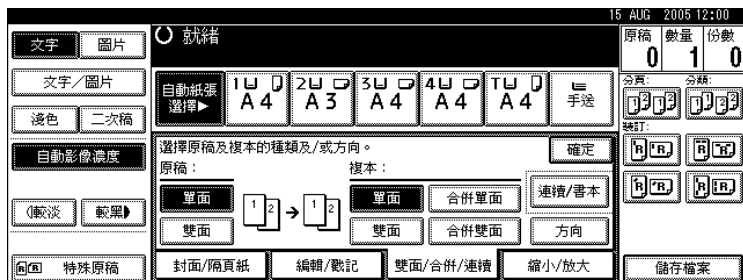 15 AUG 2005 12:00
文字 圖片
文字/圖片
淺色 二次稿
自動影像濃度
較淡 較黑
特殊原稿
就緒
原稿 數量 份數
0 1 0
自動紙張選擇▶
1 A4 2 A3 3 A4 4 A4 T A4 手送
分頁: 分類:
裝訂:
選擇原稿及複本的種類及/或方向。 確定
原稿: 複本:
單面 1 2 → 1 2 單面 合併單面 連續/書本
雙面 雙面 合併雙面 方向
封面/隔頁紙 編輯/戳記 雙面/合併/連續 縮小/放大
儲存檔案